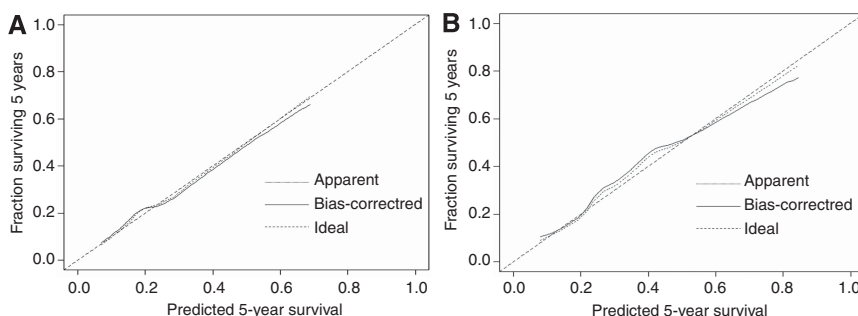 A
Fraction surviving 5 years
1.0
0.8
0.6
0.4
0.2
0.0
Apparent
Bias-correctred
Ideal
0.0 0.2 0.4 0.6 0.8 1.0
Predicted 5-year survival
B
Fraction surviving 5 years
1.0
0.8
0.6
0.4
0.2
0.0
Apparent
Bias-correctred
Ideal
0.0 0.2 0.4 0.6 0.8 1.0
Predicted 5-year survival